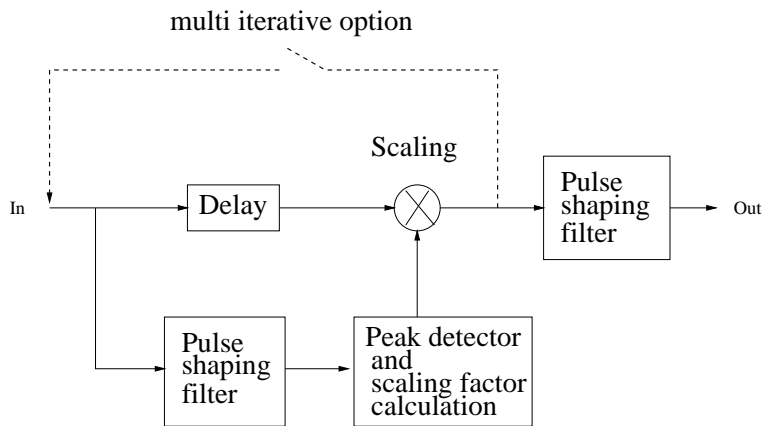 multi iterative option
Scaling
In
Delay
Pulse
shaping
filter
Out
Pulse
shaping
filter
Peak detector
and
scaling factor
calculation